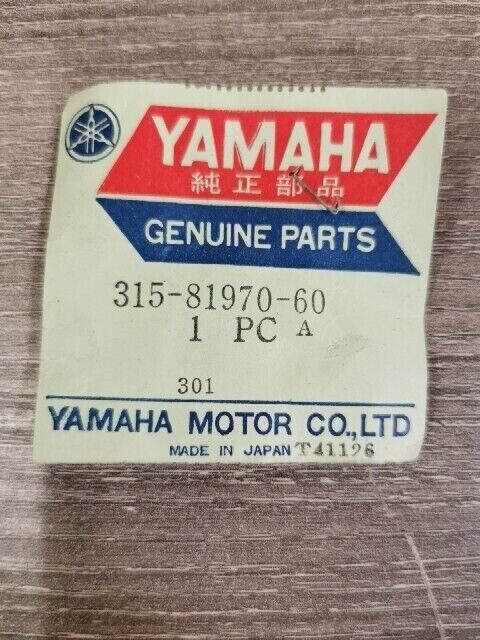 YAMAHA
純正部品
GENUINE PARTS
315-81970-60
1 PC A
301
YAMAHA MOTOR CO.,LTD
MADE IN JAPAN T41126